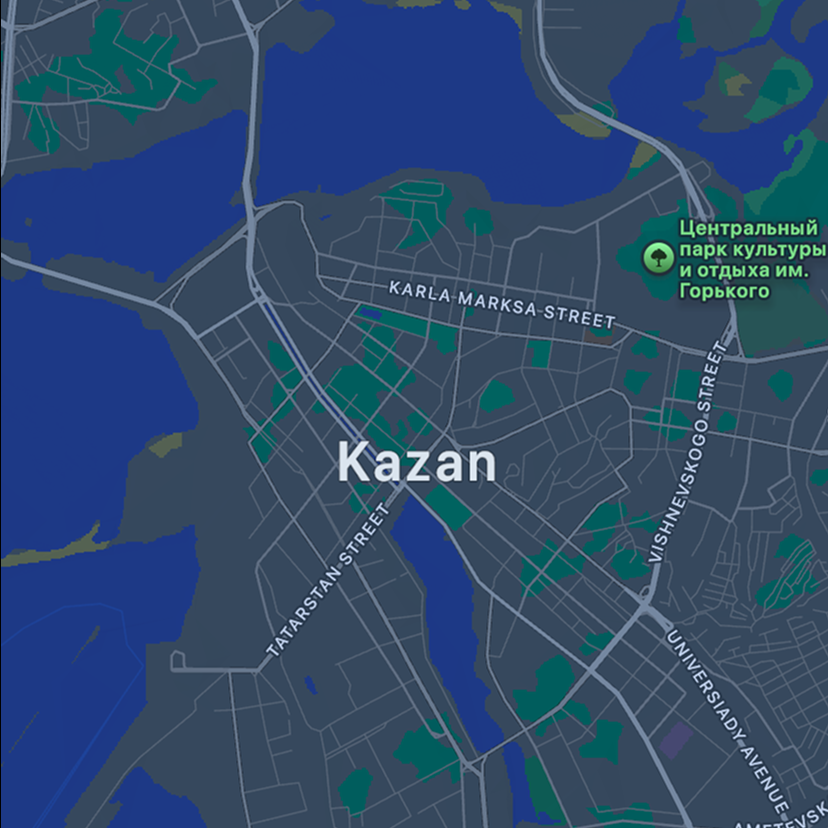 Центральный
парк культуры
и отдыха им.
Горького
KARLA MARKSA STREET
VISHNEVSKOGO STREET
Kazan
TATARSTAN STREET
UNIVERSIADY AVENUE